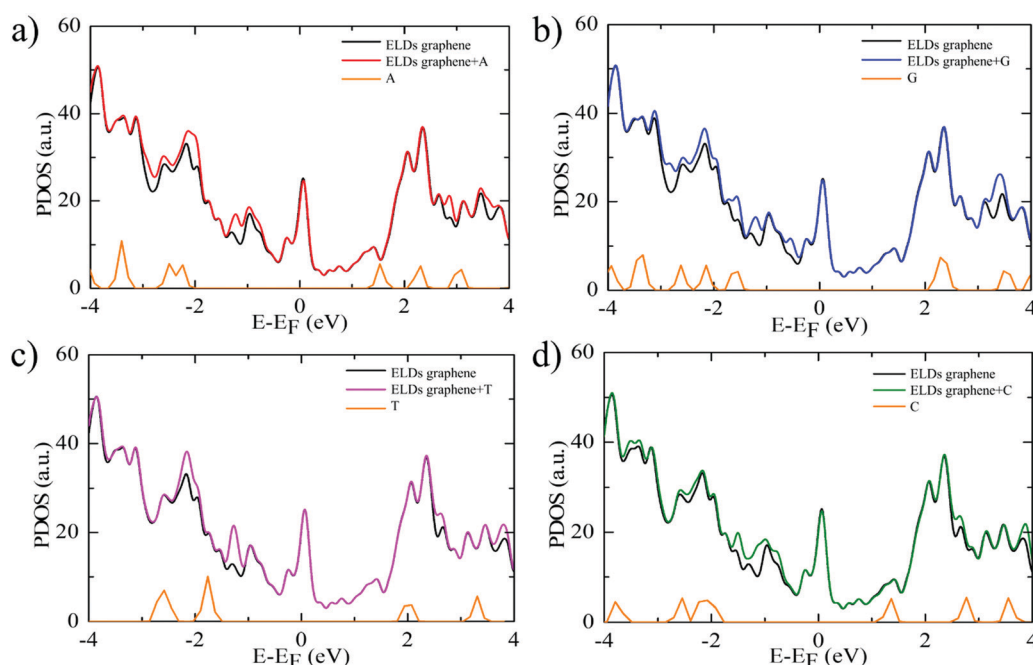 a)
60
40
20
0
PDOS (a.u.)
ELDs graphene
ELDs graphene+A
A
-4 -2 0 2 4
E-EF (eV)
b)
60
40
20
0
PDOS (a.u.)
ELDs graphene
ELDs graphene+G
G
-4 -2 0 2 4
E-EF (eV)
c)
60
40
20
0
PDOS (a.u.)
ELDs graphene
ELDs graphene+T
T
-4 -2 0 2 4
E-EF (eV)
d)
60
40
20
0
PDOS (a.u.)
ELDs graphene
ELDs graphene+C
C
-4 -2 0 2 4
E-EF (eV)